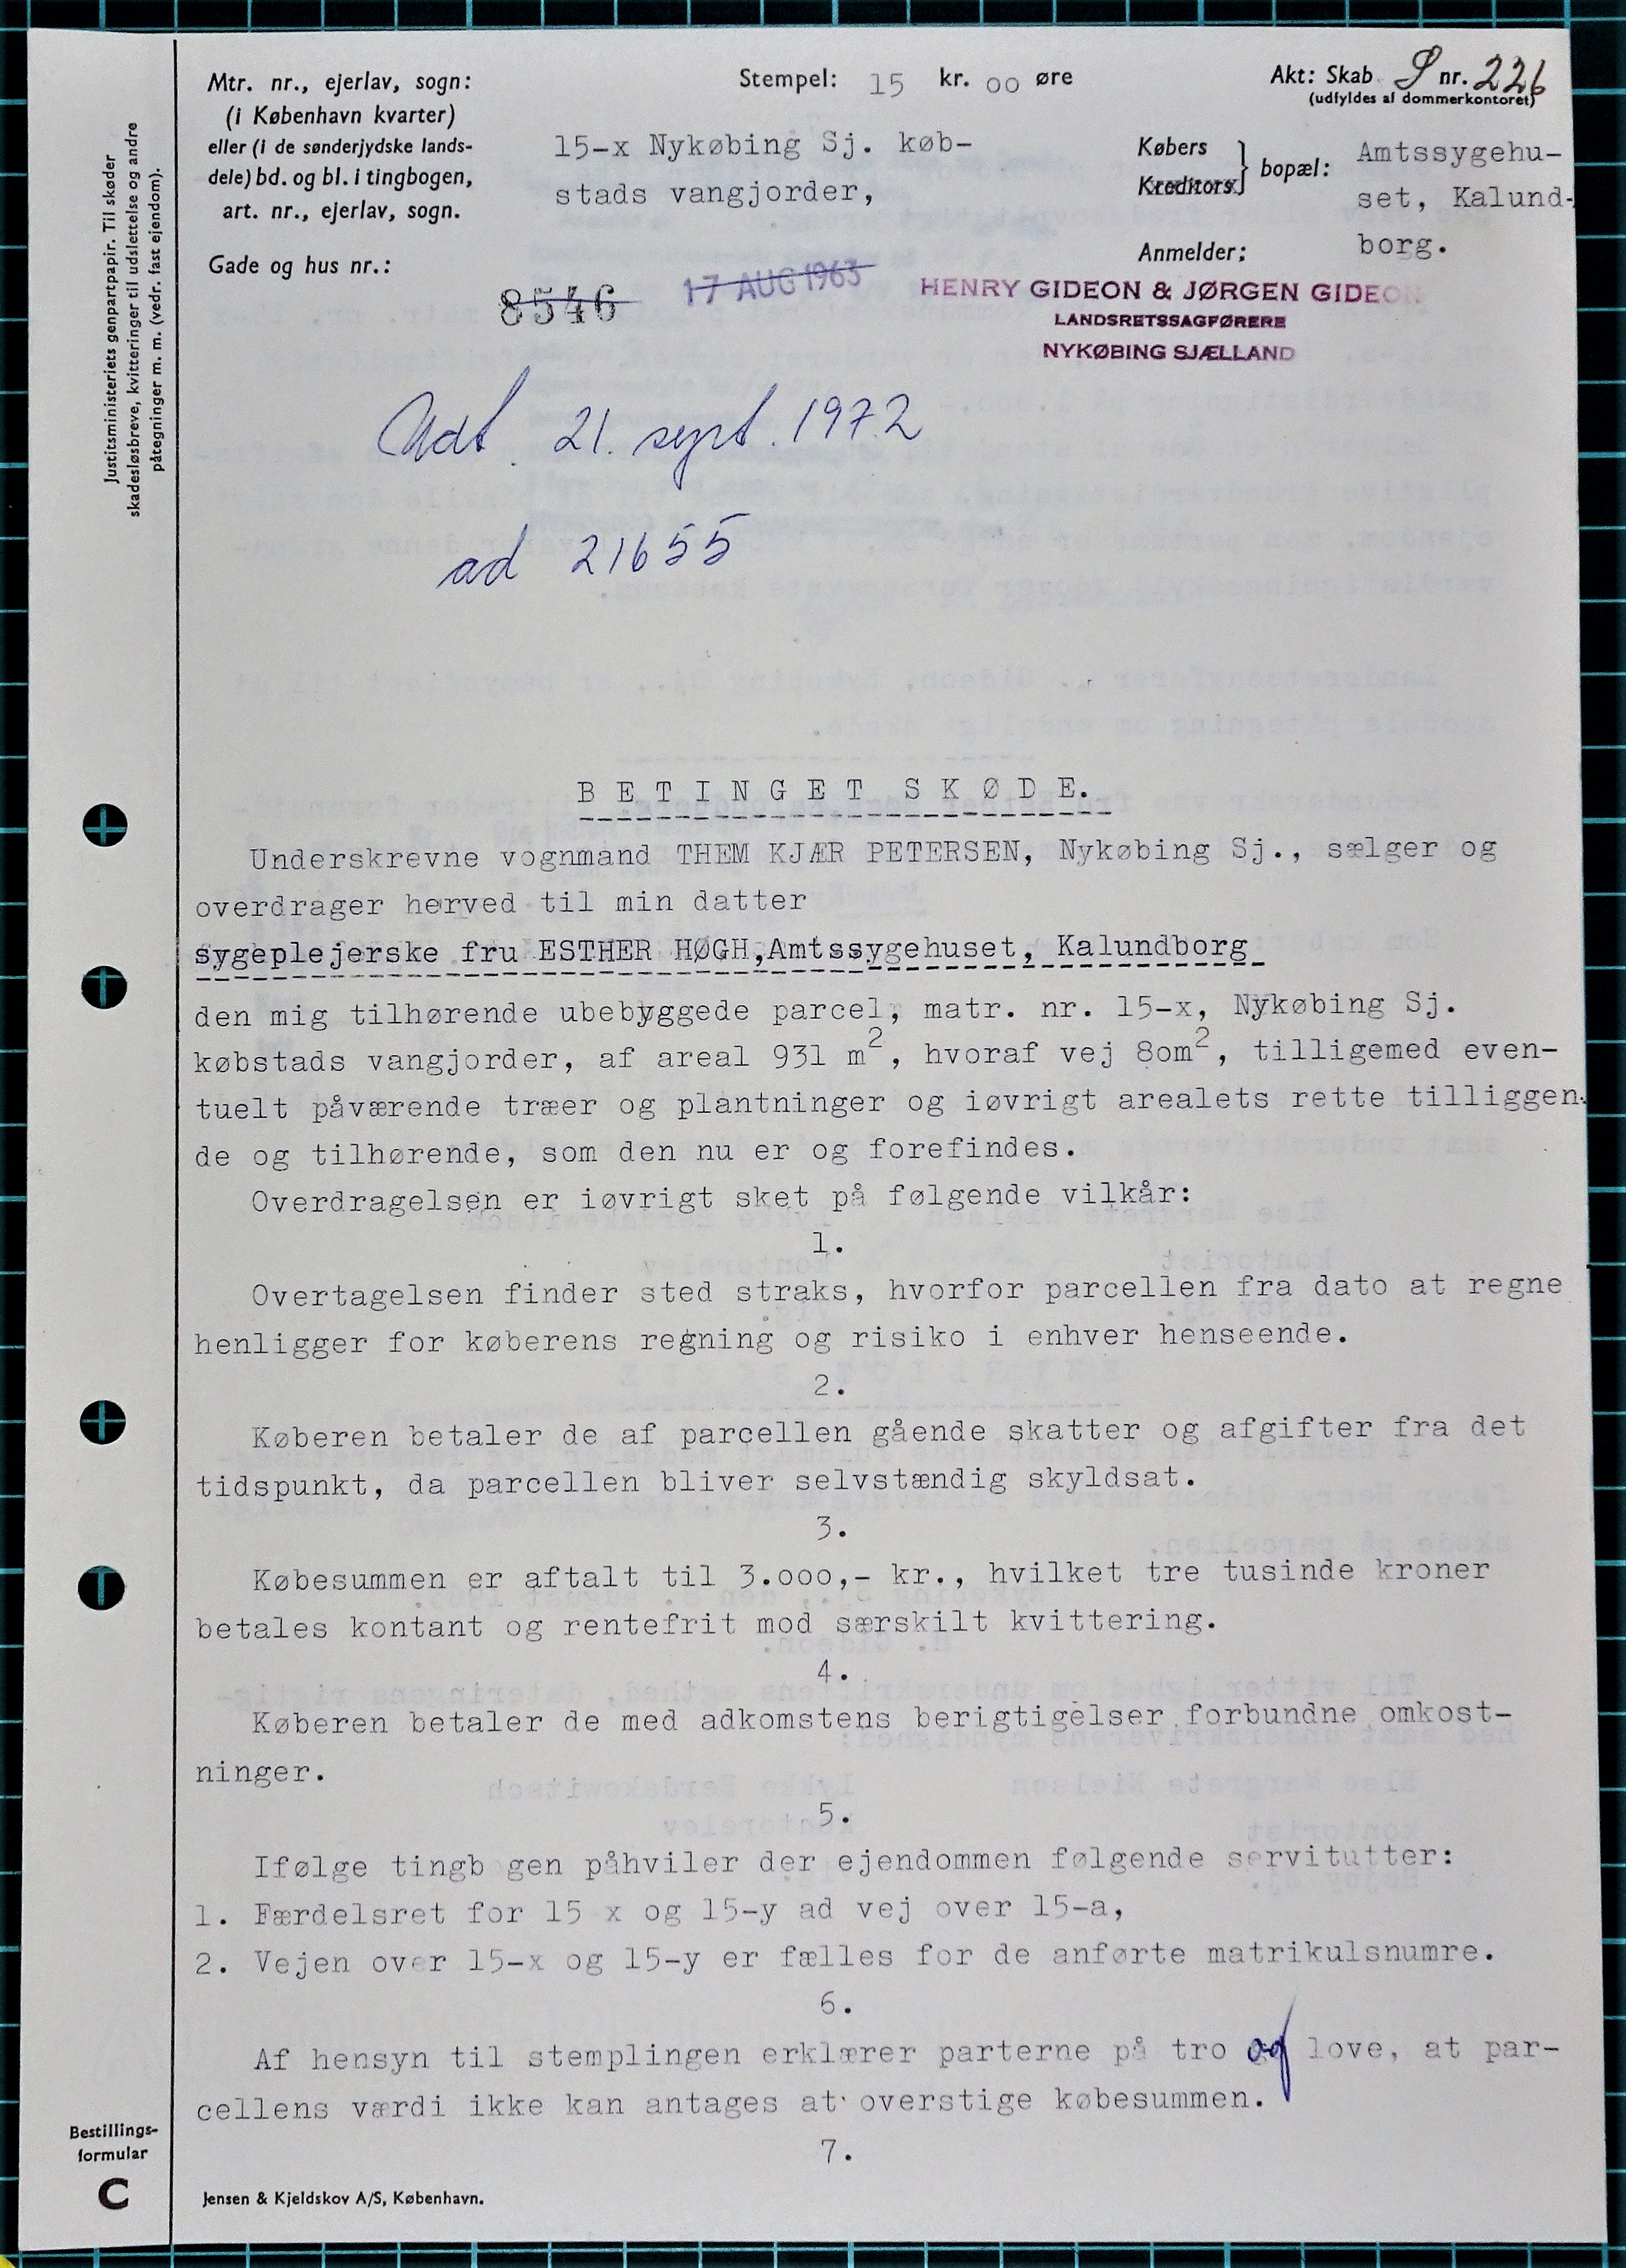 Justitsministeriets genpartpapir. Til skøder
skadesløsbreve, kvitteringer til udslettelse og andre
påtegninger m. m. (vedr. fast ejendom).
Mtr. nr., ejerlav, sogn:
(i København kvarter)
eller (i de sønderjydske lands-
dele) bd. og bl. i tingbogen,
art. nr., ejerlav, sogn.
Gade og hus nr.:
Stempel: 15 kr. oo øre
15-x Nykøbing Sj. køb-
stads vangjorder,
Akt: Skab S nr. 226
(udfyldes af dommerkontoret)
Købers
Kreditors
bopæl:
Amtssygehu-
set, Kalund-
borg.
Anmelder:
8546
17 AUG 1963
HENRY GIDEON & JØRGEN GIDEON
LANDSRETSSAGFØRERE
NYKØBING SJÆLLAND
Udt. 21. sept. 1972
ad 21655
BETINGET SKØDE.
Underskrevne vognmand THEM KJÆR PETERSEN, Nykøbing Sj., sælger og
overdrager herved til min datter
sygeplejerske fru ESTHER HØGH,Amtssygehuset, Kalundborg
den mig tilhørende ubebyggede parcel, matr. nr. 15-x, Nykøbing Sj.
købstads vangjorder, af areal 931 m2, hvoraf vej 8om2, tilligemed even-
tuelt påværende træer og plantninger og iøvrigt arealets rette tilliggen-
de og tilhørende, som den nu er og forefindes.
Overdragelsen er iøvrigt sket på følgende vilkår:
1.
Overtagelsen finder sted straks, hvorfor parcellen fra dato at regne
henligger for køberens regning og risiko i enhver henseende.
2.
Køberen betaler de af parcellen gående skatter og afgifter fra det
tidspunkt, da parcellen bliver selvstændig skyldsat.
3.
Købesummen er aftalt til 3.ooo,- kr., hvilket tre tusinde kroner
betales kontant og rentefrit mod særskilt kvittering.
4.
Køberen betaler de med adkomstens berigtigelser forbundne omkost-
ninger.
5.
Ifølge tingb gen påhviler der ejendommen følgende servitutter:
1. Færdelsret for 15 x og 15-y ad vej over 15-a,
2. Vejen over 15-x og 15-y er fælles for de anførte matrikulsnumre.
6.
Af hensyn til stemplingen erklærer parterne på tro og love, at par-
cellens værdi ikke kan antages at overstige købesummen.
7.
Bestillings-
formular
C
Jensen & Kjeldskov A/S, København.